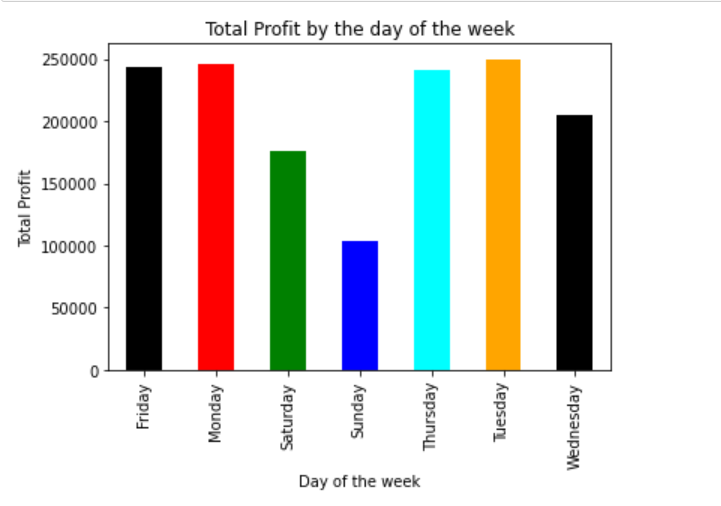 Total Profit by the day of the week
Total Profit
250000
200000
150000
100000
50000
0
Friday
Monday
Saturday
Sunday
Thursday
Tuesday
Wednesday
Day of the week